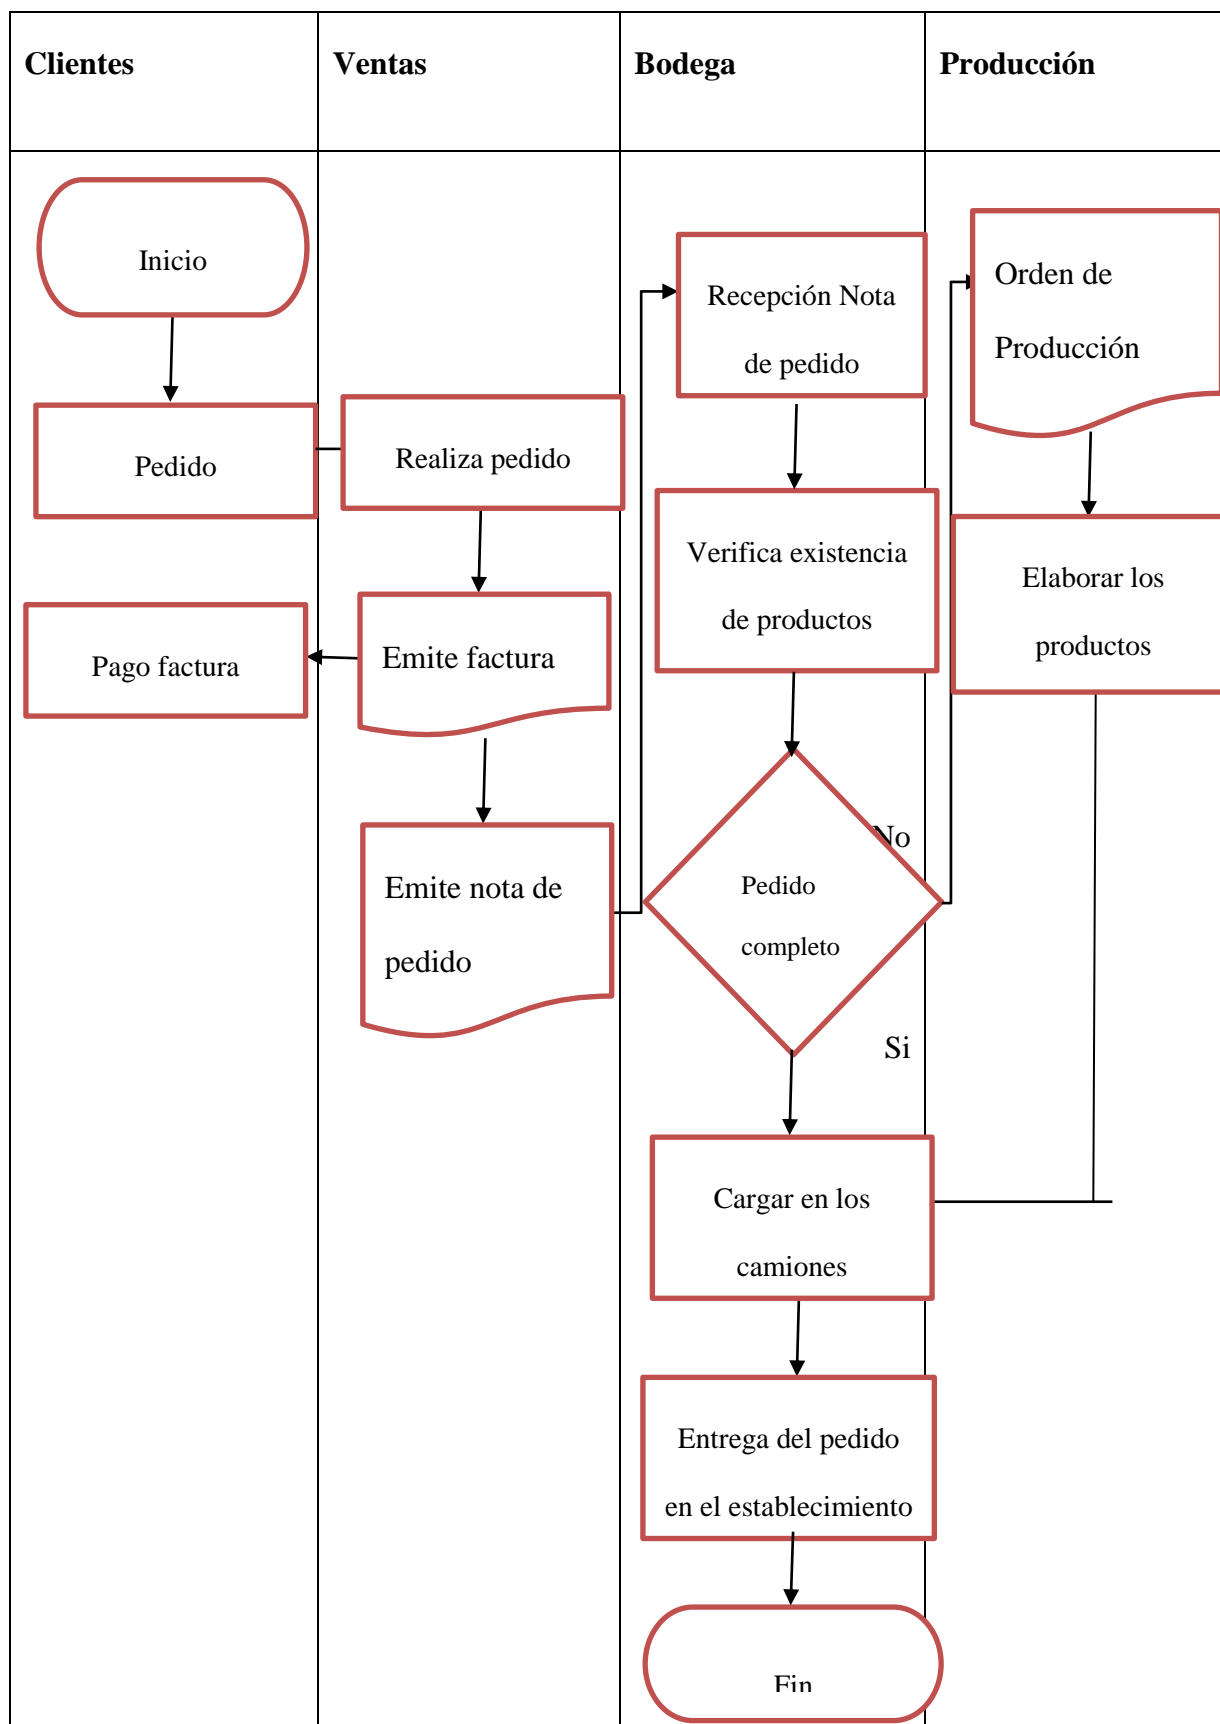 Clientes
Ventas
Bodega
Producción
Inicio
Pedido
Pago factura
Realiza pedido
Emite factura
Emite nota de
pedido
Recepción Nota
de pedido
Verifica existencia
de productos
Pedido
completo
No
Si
Cargar en los
camiones
Entrega del pedido
en el establecimiento
Fin
Orden de
Producción
Elaborar los
productos